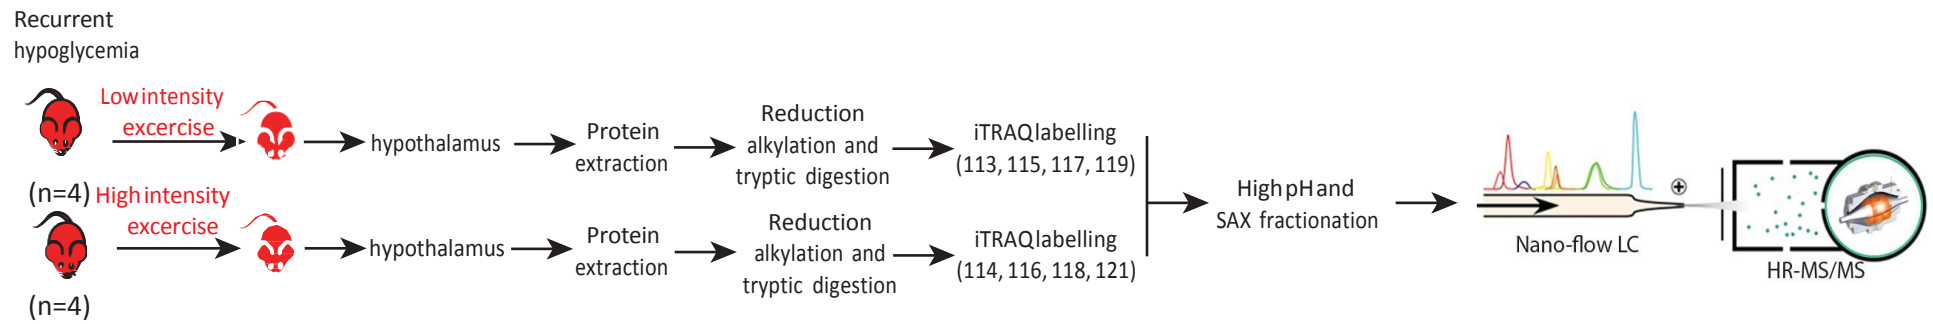 Recurrent
hypoglycemia
Low intensity
excercise
(n=4)
hypothalamus
Protein
extraction
Reduction
alkylation and
tryptic digestion
iTRAQ labelling
(113, 115, 117, 119)
High intensity
excercise
(n=4)
hypothalamus
Protein
extraction
Reduction
alkylation and
tryptic digestion
iTRAQ labelling
(114, 116, 118, 121)
High pH and
SAX fractionation
+
Nano-flow LC
HR-MS/MS